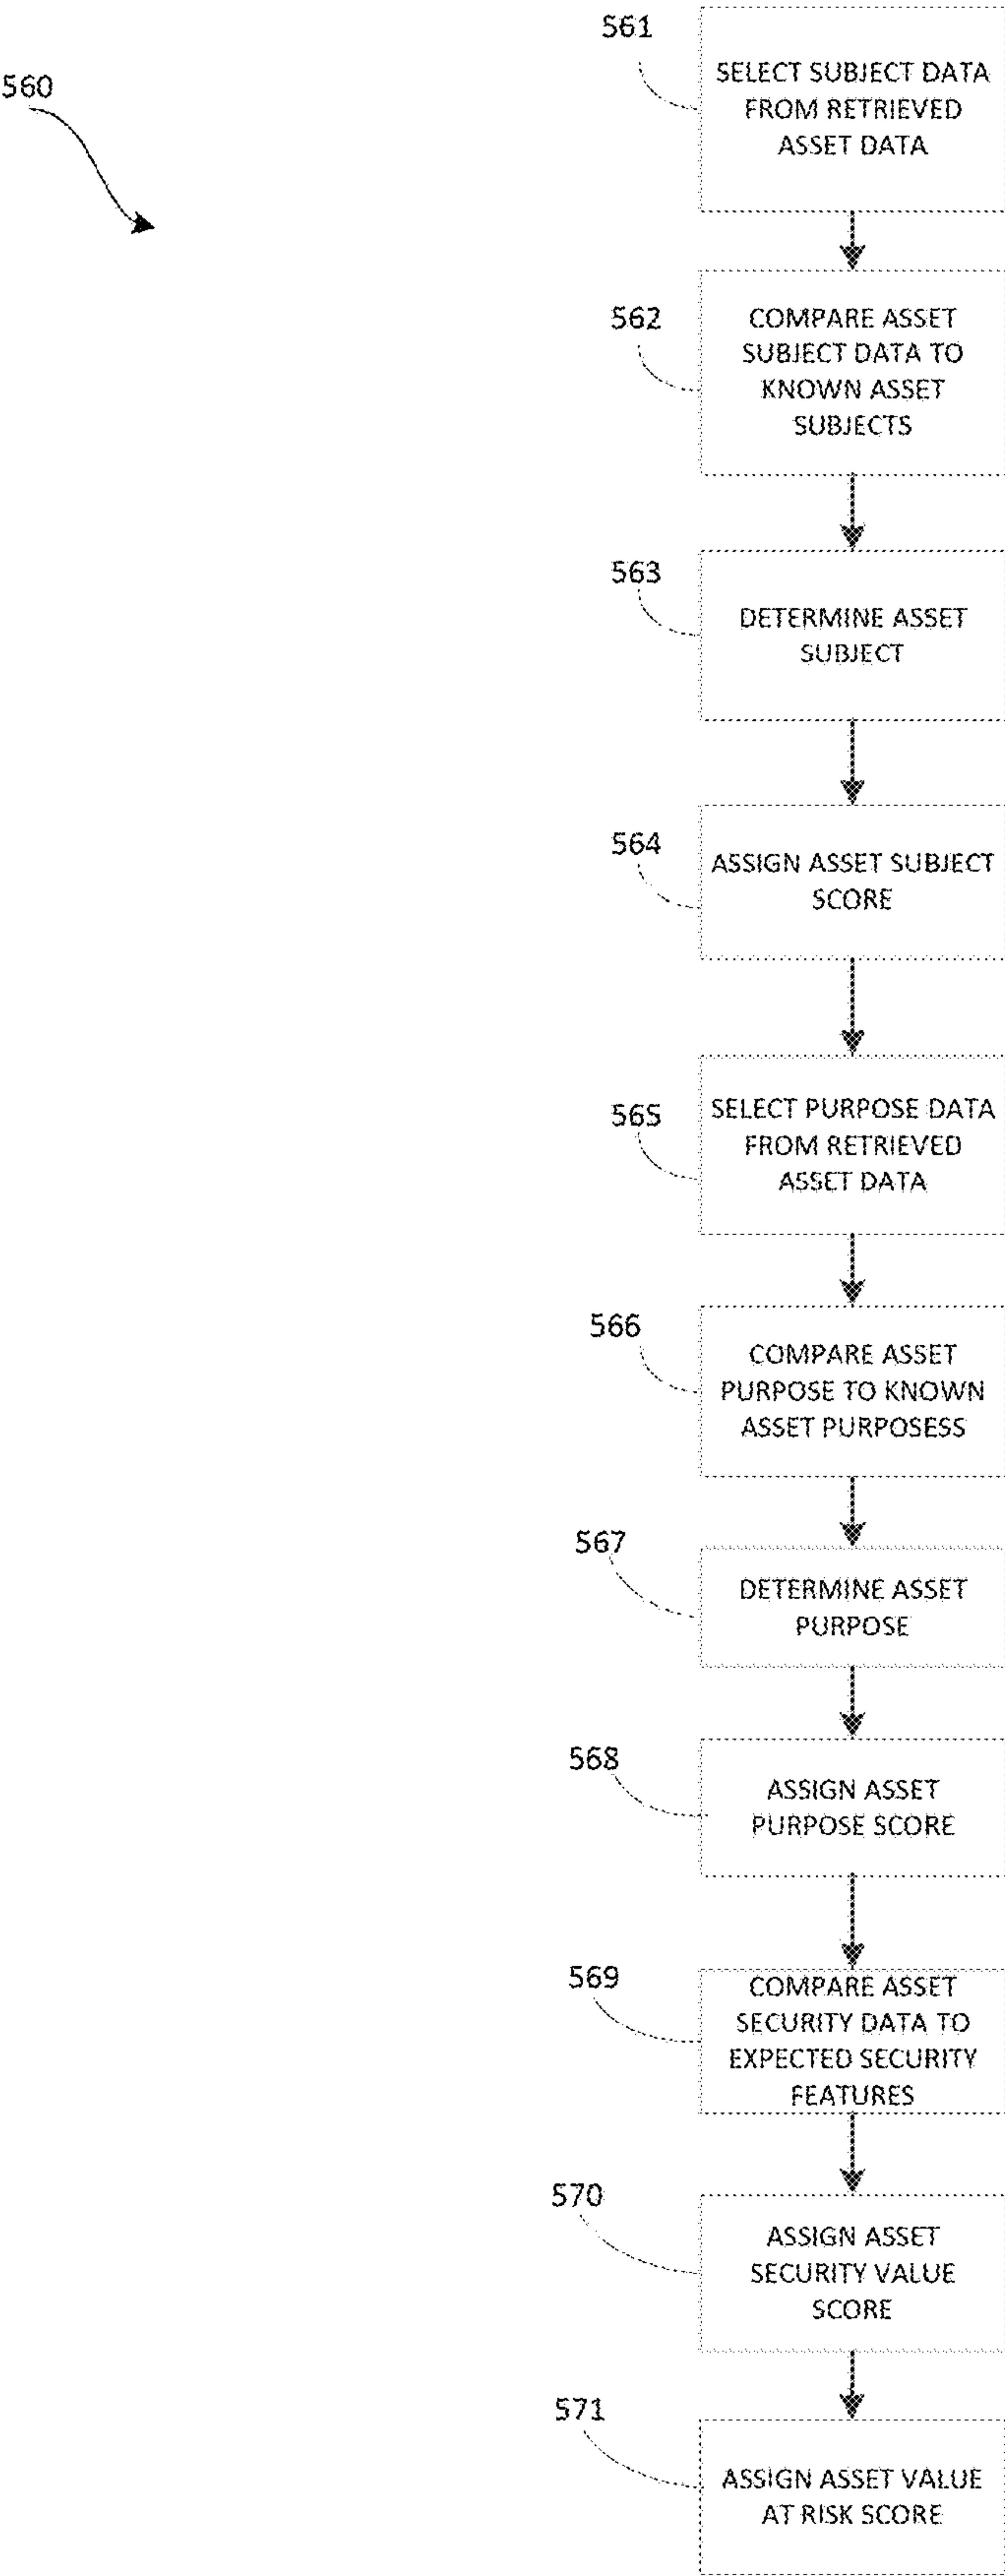 560
561
SELECT SUBJECT DATA
FROM RETRIEVED
ASSET DATA
562
COMPARE ASSET
SUBJECT DATA TO
KNOWN ASSET
SUBJECTS
563
DETERMINE ASSET
SUBJECT
564
ASSIGN ASSET SUBJECT
SCORE
565
SELECT PURPOSE DATA
FROM RETRIEVED
ASSET DATA
566
COMPARE ASSET
PURPOSE TO KNOWN
ASSET PURPOSESS
567
DETERMINE ASSET
PURPOSE
568
ASSIGN ASSET
PURPOSE SCORE
569
COMPARE ASSET
SECURITY DATA TO
EXPECTED SECURITY
FEATURES
570
ASSIGN ASSET
SECURITY VALUE
SCORE
571
ASSIGN ASSET VALUE
AT RISK SCORE